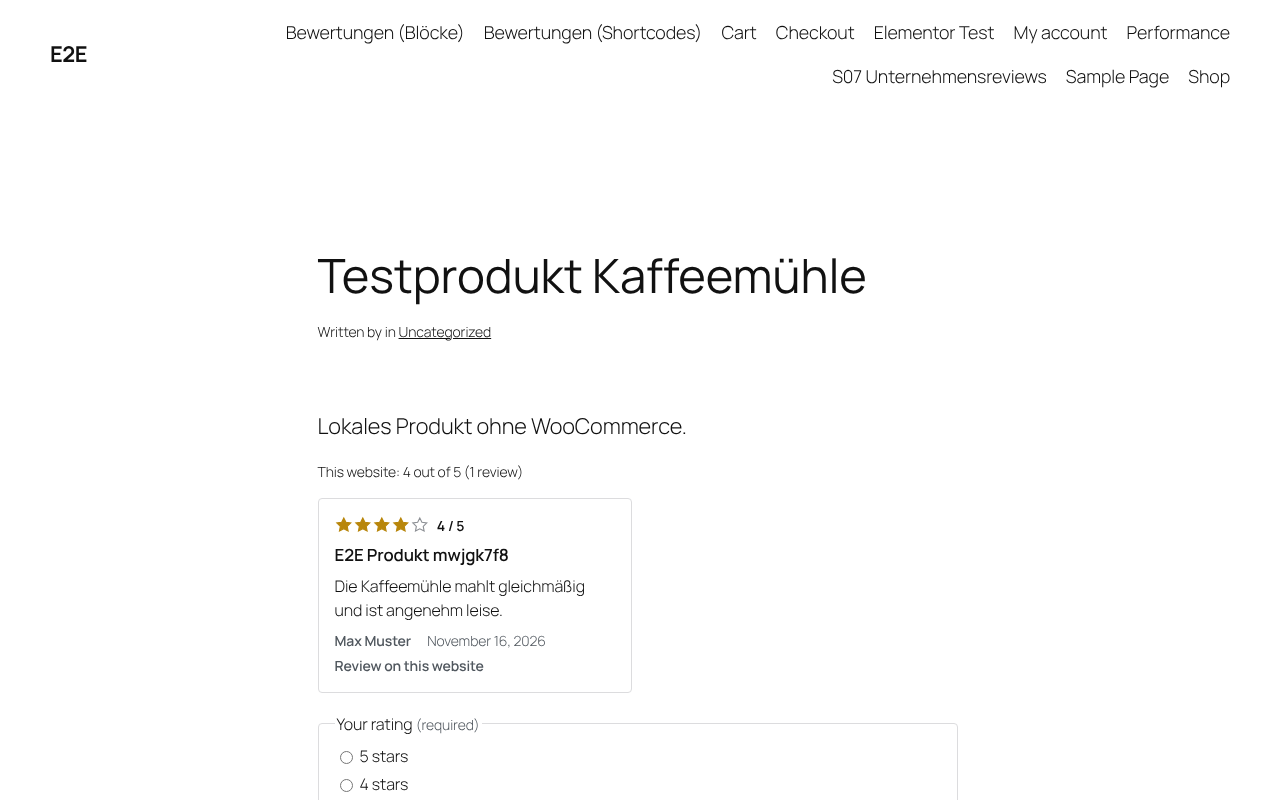 E2E
Bewertungen (Blöcke) Bewertungen (Shortcodes) Cart Checkout Elementor Test My account Performance
S07 Unternehmensreviews Sample Page Shop
Testprodukt Kaffeemühle
Written by in Uncategorized
Lokales Produkt ohne WooCommerce.
This website: 4 out of 5 (1 review)
4 / 5
E2E Produkt mwjgk7f8
Die Kaffeemühle mahlt gleichmäßig
und ist angenehm leise.
Max Muster November 16, 2026
Review on this website
Your rating (required)
5 stars
4 stars